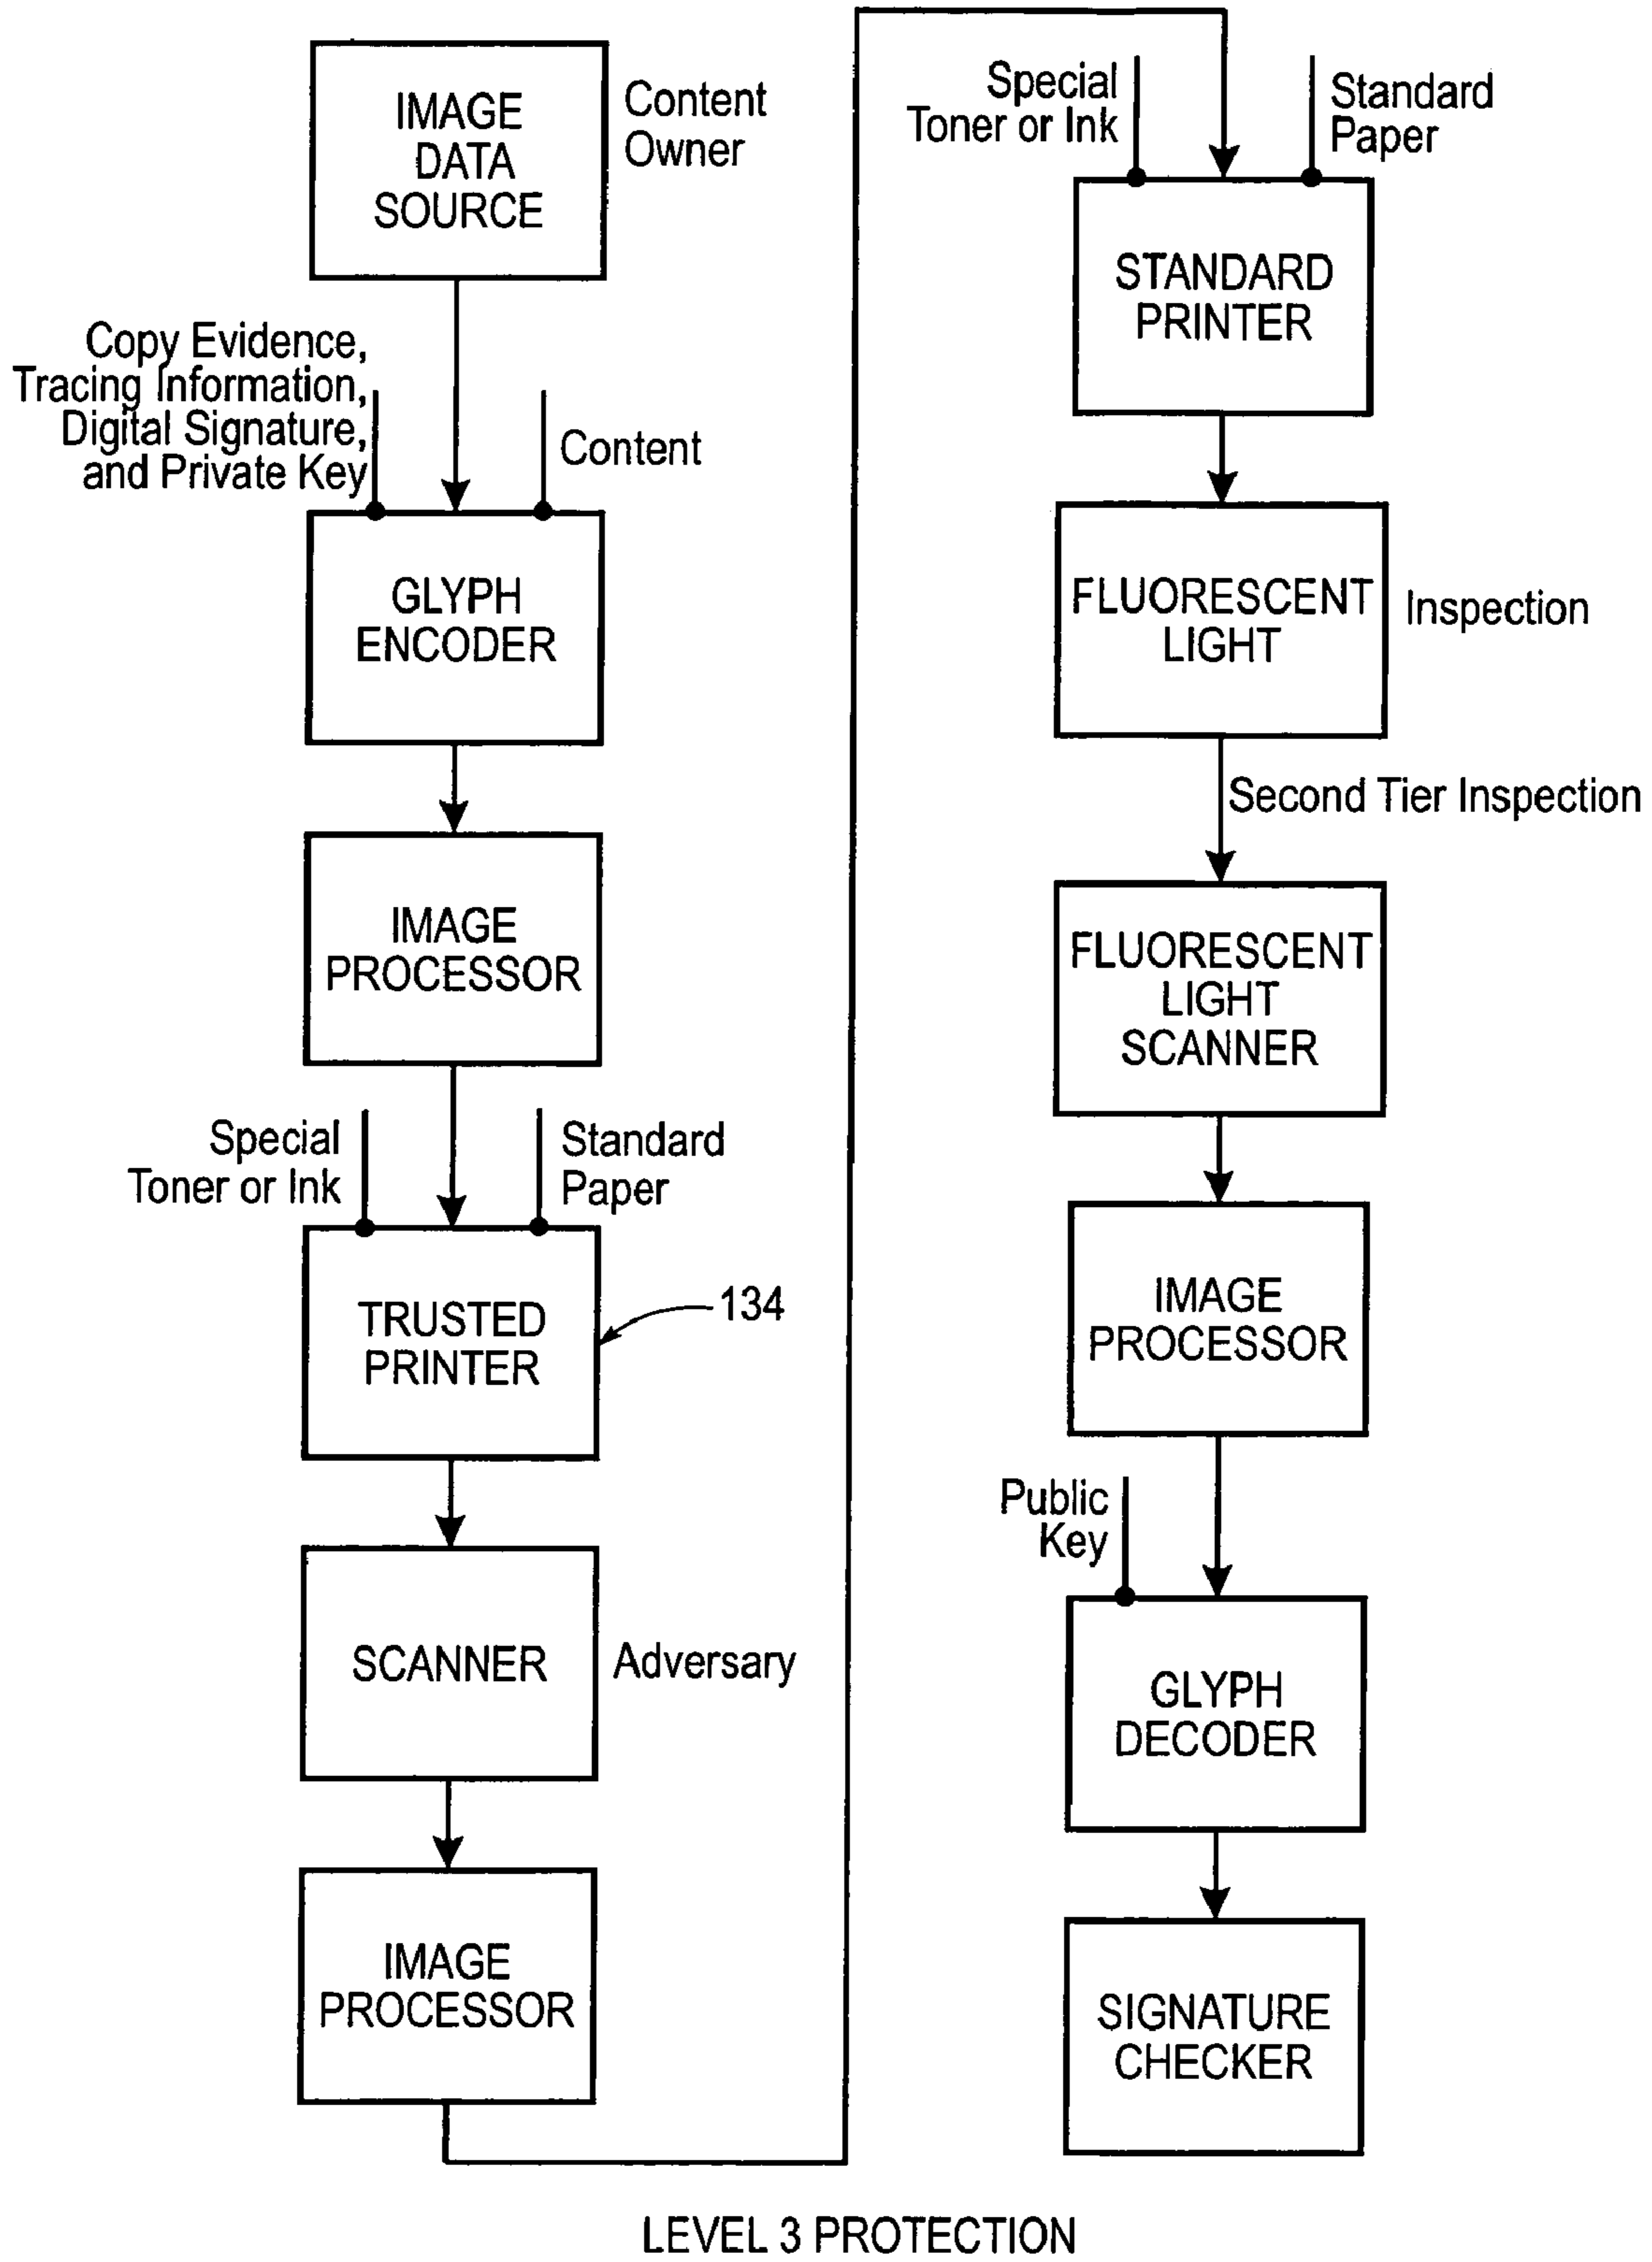 IMAGE
DATA
SOURCE
Content
Owner
Copy Evidence,
Tracing Information,
Digital Signature,
and Private Key
Content
GLYPH
ENCODER
IMAGE
PROCESSOR
Special
Toner or Ink
Standard
Paper
TRUSTED
PRINTER
134
SCANNER
Adversary
IMAGE
PROCESSOR
Special
Toner or Ink
Standard
Paper
STANDARD
PRINTER
FLUORESCENT
LIGHT
Inspection
Second Tier Inspection
FLUORESCENT
LIGHT
SCANNER
IMAGE
PROCESSOR
Public
Key
GLYPH
DECODER
SIGNATURE
CHECKER
LEVEL 3 PROTECTION